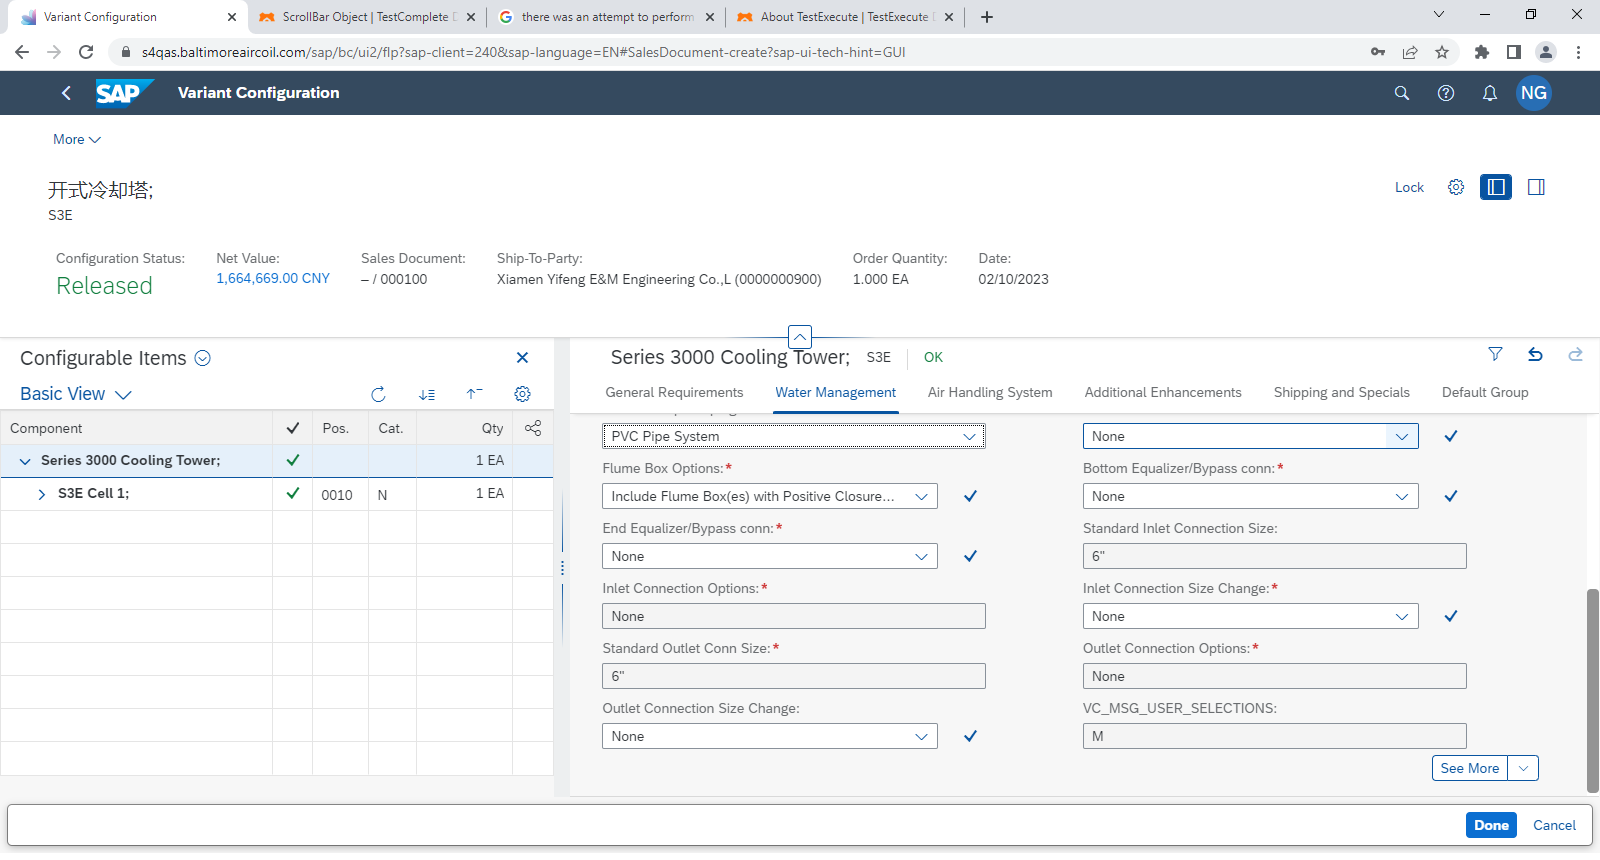 Variant Configuration
ScrollBar Object | TestComplete
there was an attempt to perform
About TestExecute | TestExecute
s4qas.baltimoreaircoil.com/sap/bc/ui2/flp?sap-client=240&sap-language=EN#SalesDocument-create?sap-ui-tech-hint=GUI
SAP Variant Configuration NG
More
开式冷却塔;
S3E
Lock
Configuration Status: Net Value: Sales Document: Ship-To-Party: Order Quantity: Date:
Released 1,664,669.00 CNY – / 000100 Xiamen Yifeng E&M Engineering Co.,L (0000000900) 1.000 EA 02/10/2023
Configurable Items
Basic View
Component Pos. Cat. Qty
Series 3000 Cooling Tower; 1 EA
S3E Cell 1; 0010 N 1 EA
Series 3000 Cooling Tower; S3E OK
General Requirements Water Management Air Handling System Additional Enhancements Shipping and Specials Default Group
PVC Pipe System None
Flume Box Options:* Bottom Equalizer/Bypass conn:*
Include Flume Box(es) with Positive Closure... None
End Equalizer/Bypass conn:* Standard Inlet Connection Size:
None 6"
Inlet Connection Options:* Inlet Connection Size Change:*
None None
Standard Outlet Conn Size:* Outlet Connection Options:*
6" None
Outlet Connection Size Change: VC_MSG_USER_SELECTIONS:
None M
See More
Done Cancel